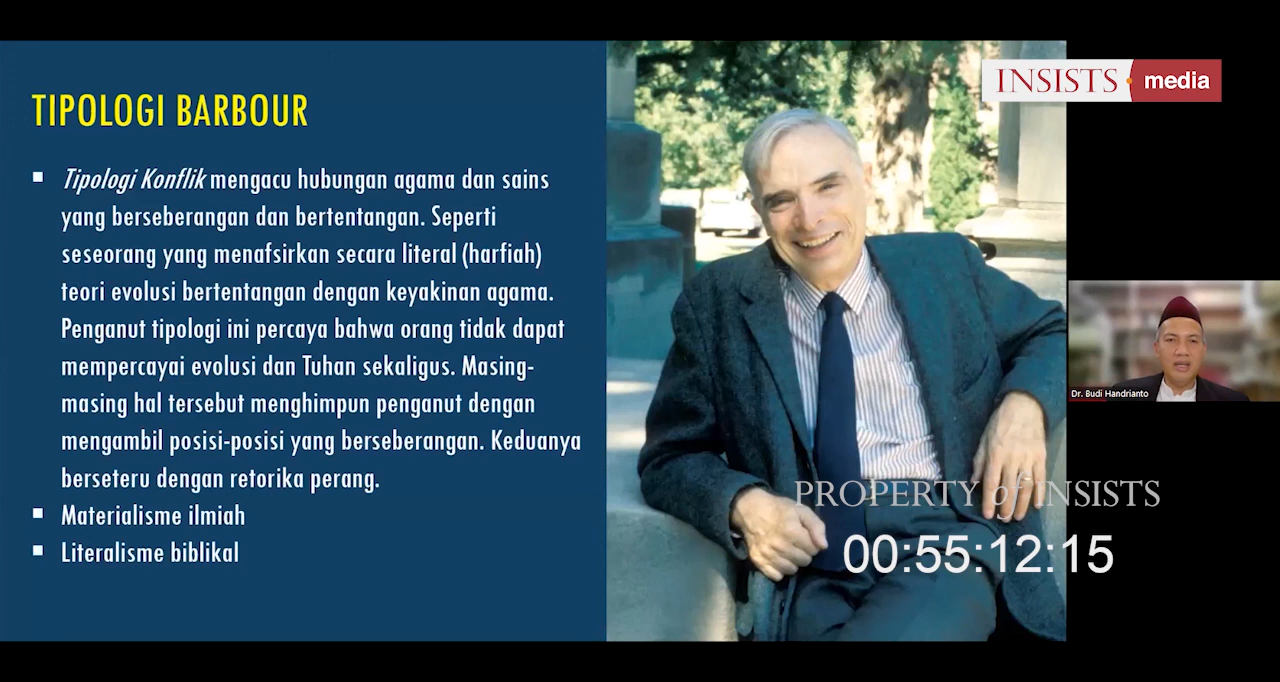 TIPOLOGI BARBOUR
Tipologi Konflik mengacu hubungan agama dan sains
yang berseberangan dan bertentangan. Seperti
seseorang yang menafsirkan secara literal (harfiah)
teori evolusi bertentangan dengan keyakinan agama.
Penganut tipologi ini percaya bahwa orang tidak dapat
mempercayai evolusi dan Tuhan sekaligus. Masing-
masing hal tersebut menghimpun penganut dengan
mengambil posisi-posisi yang berseberangan. Keduanya
berseteru dengan retorika perang.
Materialisme ilmiah
Literalisme biblikal
INSISTS media
Dr. Budi Handrianto
PROPERTY of INSISTS
00:55:12:15